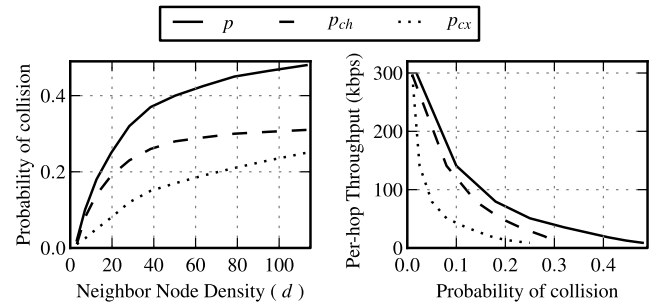 p p_ch p_cx
Probability of collision
0.4
0.2
0.0
0 20 40 60 80 100
Neighbor Node Density ( d )
Per-hop Throughput (kbps)
300
200
100
0
0.0 0.1 0.2 0.3 0.4
Probability of collision